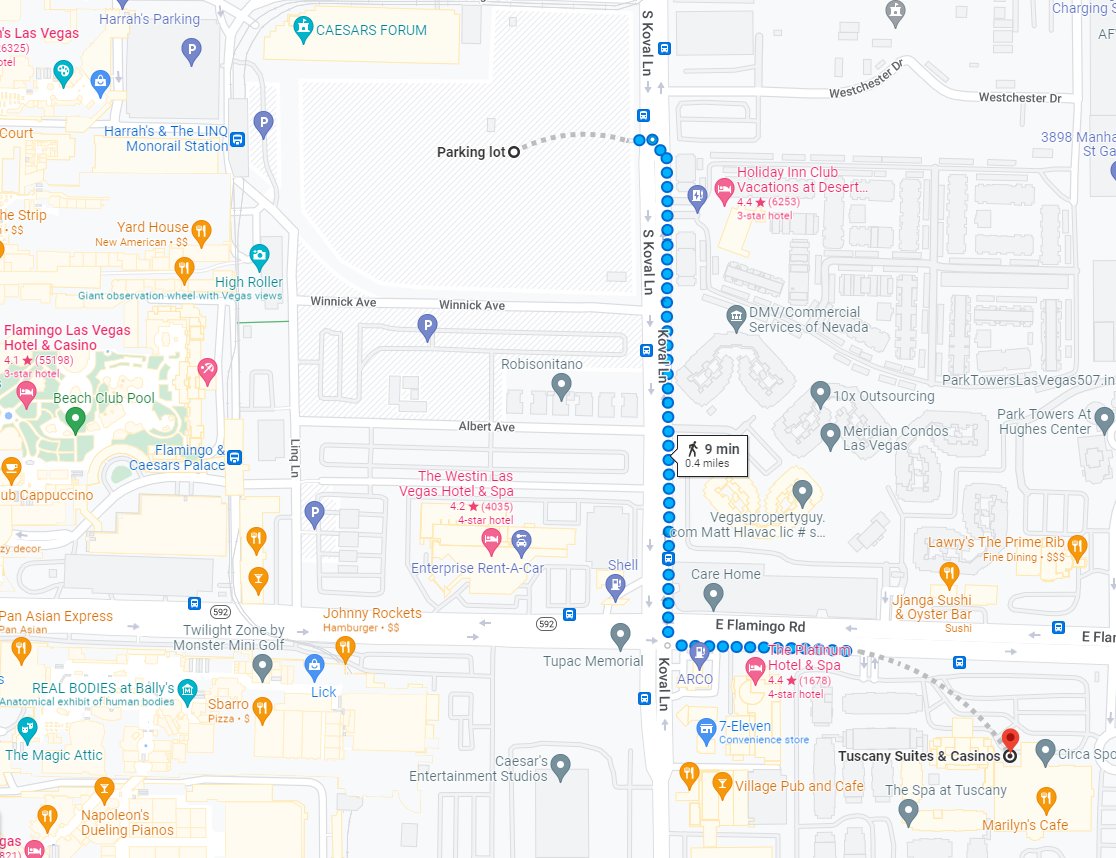 Harrah's Parking
CAESARS FORUM
S Koval Ln
Charging S
n's Las Vegas
6325)
otel
AF
Westchester Dr
Westchester Dr
Court
Harrah's & The LINQ
Monorail Station
3898 Manha
St Ga
Parking lot
Holiday Inn Club
Vacations at Desert...
4.4 ★ (6253)
3-star hotel
he Strip
• $$
Yard House
New American • $$
S Koval Ln
High Roller
Giant observation wheel with Vegas views
Winnick Ave
Winnick Ave
DMV/Commercial
Services of Nevada
Flamingo Las Vegas
Hotel & Casino
4.1 ★ (55198)
3-star hotel
Koval Ln
Robisonitano
ParkTowersLasVegas507.in
Beach Club Pool
10x Outsourcing
Park Towers At
Hughes Center
Albert Ave
Meridian Condos
Las Vegas
Flamingo &
Caesars Palace
Linq Ln
9 min
0.4 miles
The Westin Las
Vegas Hotel & Spa
4.2 ★ (4035)
4-star hotel
ub Cappuccino
Vegaspropertyguy.
com Matt Hlavac lic # s...
zy decor
Lawry's The Prime Rib
Fine Dining • $$$
Enterprise Rent-A-Car
Shell
Care Home
Jjanga Sushi
& Oyster Bar
Sushi
592
Pan Asian Express
Pan Asian
Johnny Rockets
Hamburger • $$
592
E Flamingo Rd
E Flar
Twilight Zone by
Monster Mini Golf
Tupac Memorial
The Platinum
Hotel & Spa
4.4 ★ (1678)
4-star hotel
ARCO
Koval Ln
REAL BODIES at Bally's
Anatomical exhibit of human bodies
Lick
Sbarro
Pizza • $
7-Eleven
Convenience store
The Magic Attic
Tuscany Suites & Casinos
Circa Spo
Caesar's
Entertainment Studios
Village Pub and Cafe
The Spa at Tuscany
Napoleon's
Dueling Pianos
Marilyn's Cafe
gas
821)